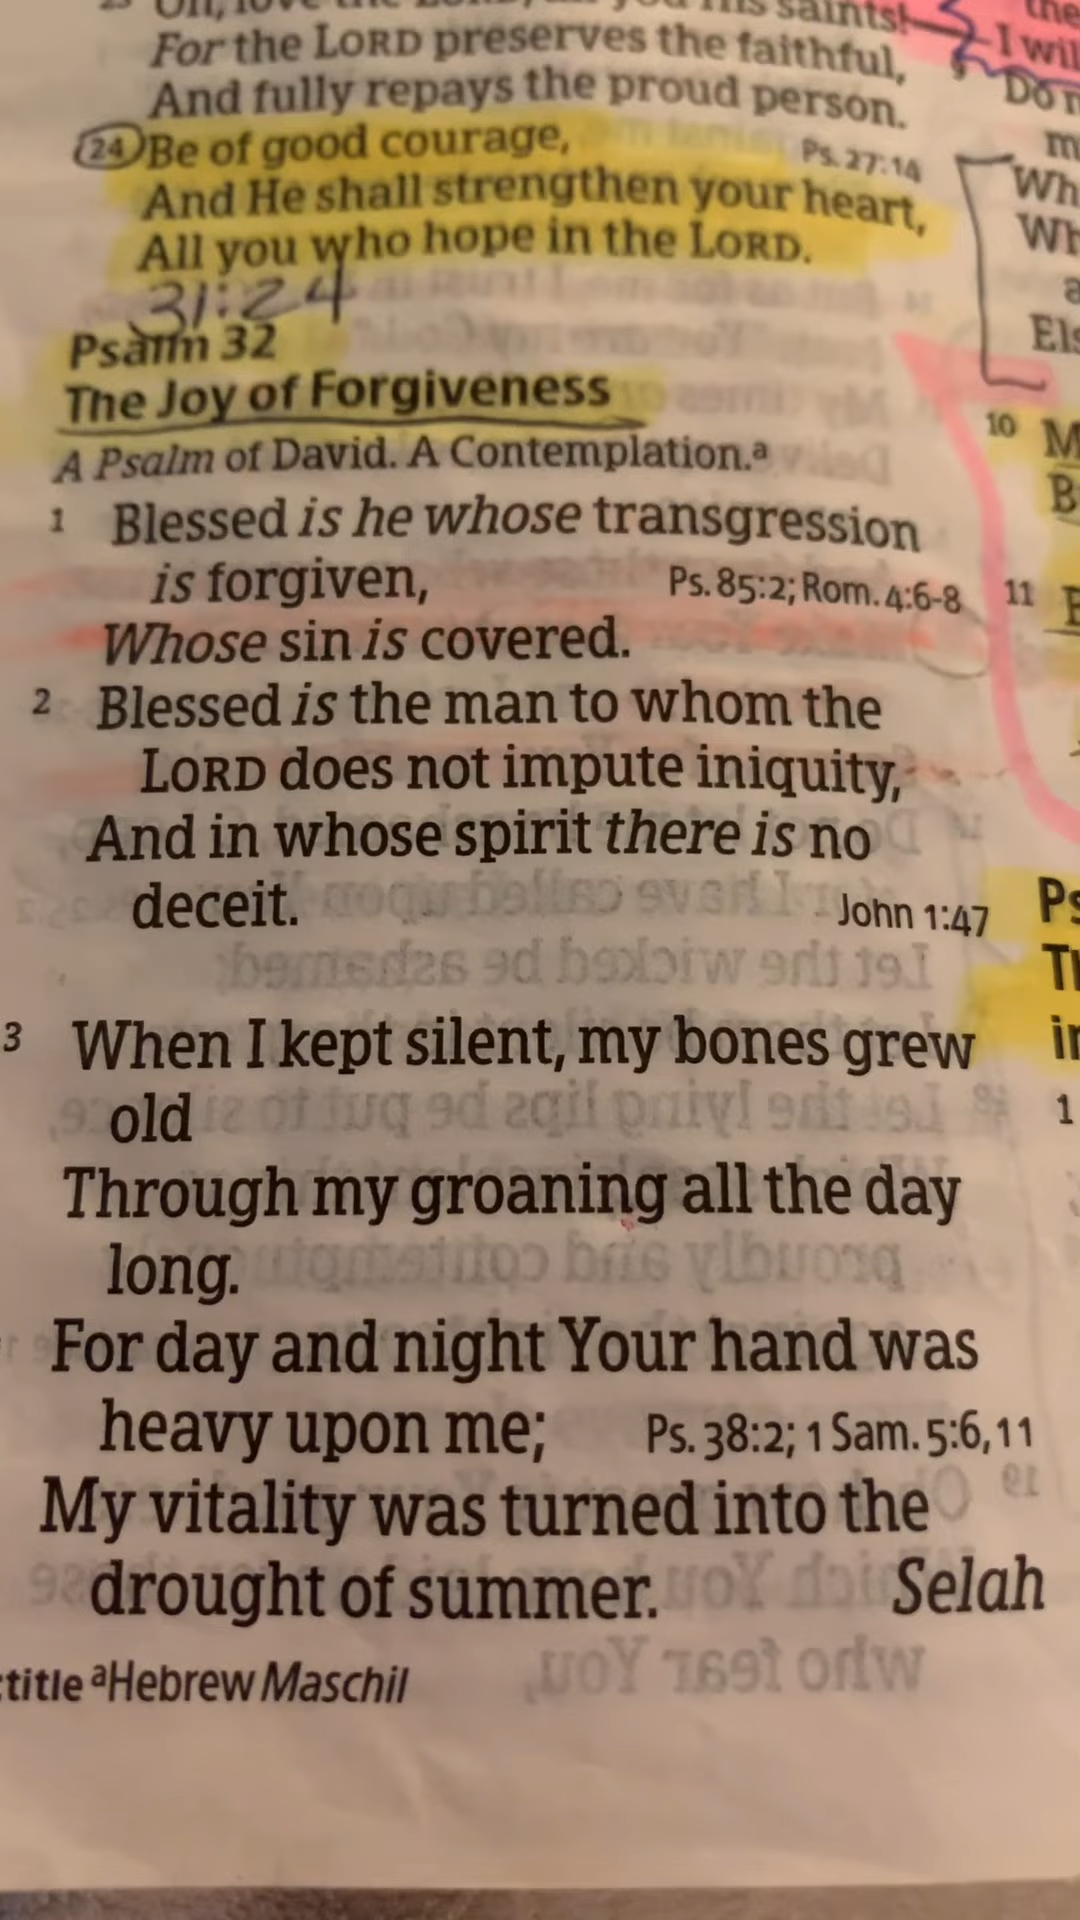 For the LORD preserves the faithful,
And fully repays the proud person.
24 Be of good courage,
Ps. 27:14
And He shall strengthen your heart,
All you who hope in the LORD.
31:24
Psalm 32
The Joy of Forgiveness
A Psalm of David. A Contemplation.a
1 Blessed is he whose transgression
is forgiven, Ps. 85:2; Rom. 4:6-8
Whose sin is covered.
2 Blessed is the man to whom the
LORD does not impute iniquity,
And in whose spirit there is no
deceit. John 1:47
3 When I kept silent, my bones grew
old
Through my groaning all the day
long.
For day and night Your hand was
heavy upon me; Ps. 38:2; 1 Sam. 5:6, 11
My vitality was turned into the
drought of summer. Selah
title aHebrew Maschil
I
9
10
11
1